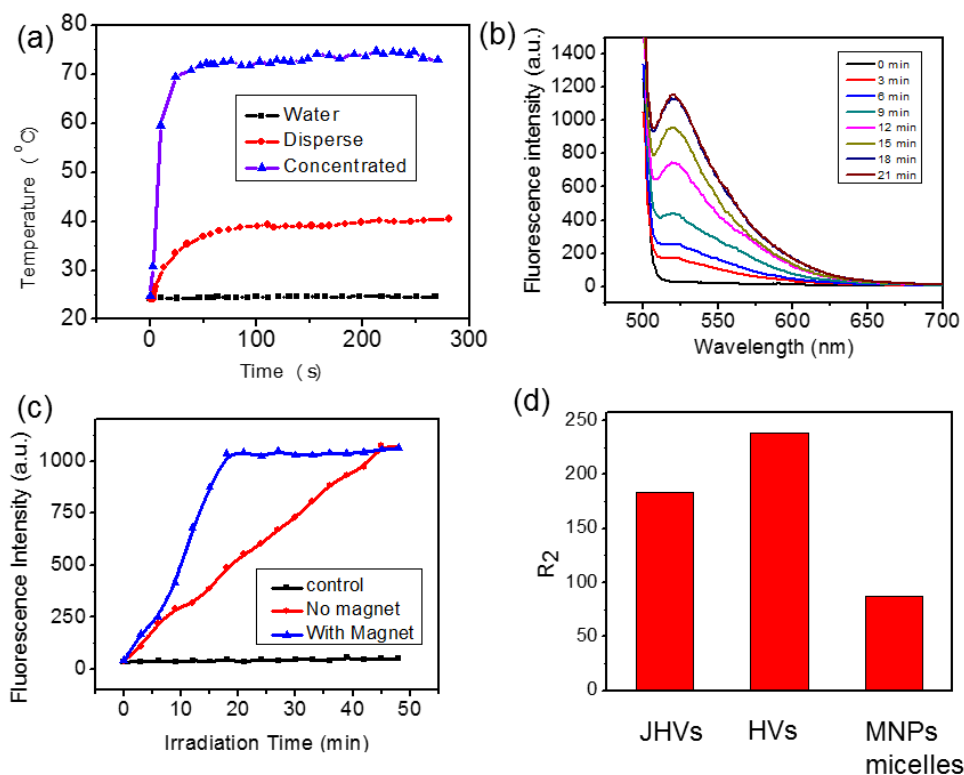 (a)
80
70
60
50
40
30
20
Temperature ( °C)
Water
Disperse
Concentrated
0
100
200
300
Time ( s)
(b)
1400
1200
1000
800
600
400
200
0
Fluorescence intensity (a.u.)
0 min
3 min
6 min
9 min
12 min
15 min
18 min
21 min
500
550
600
650
700
Wavelength (nm)
(c)
1000
750
500
250
0
Fluorescence Intensity (a.u.)
control
No magnet
With Magnet
0
10
20
30
40
50
Irradiation Time (min)
(d)
250
200
150
100
50
0
R2
JHVs
HVs
MNPs
micelles